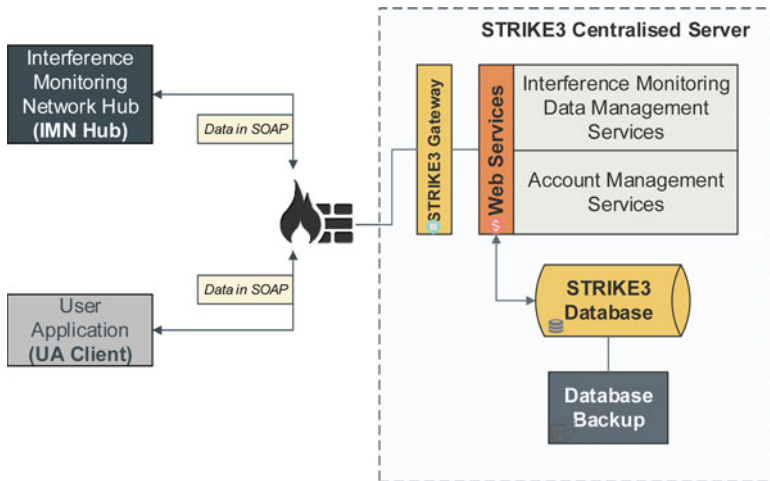 STRIKE3 Centralised Server
Interference
Monitoring
Network Hub
(IMN Hub)
Data in SOAP
STRIKE3 Gateway
Web Services
Interference Monitoring
Data Management
Services
Account Management
Services
Data in SOAP
User
Application
(UA Client)
STRIKE3
Database
Database
Backup